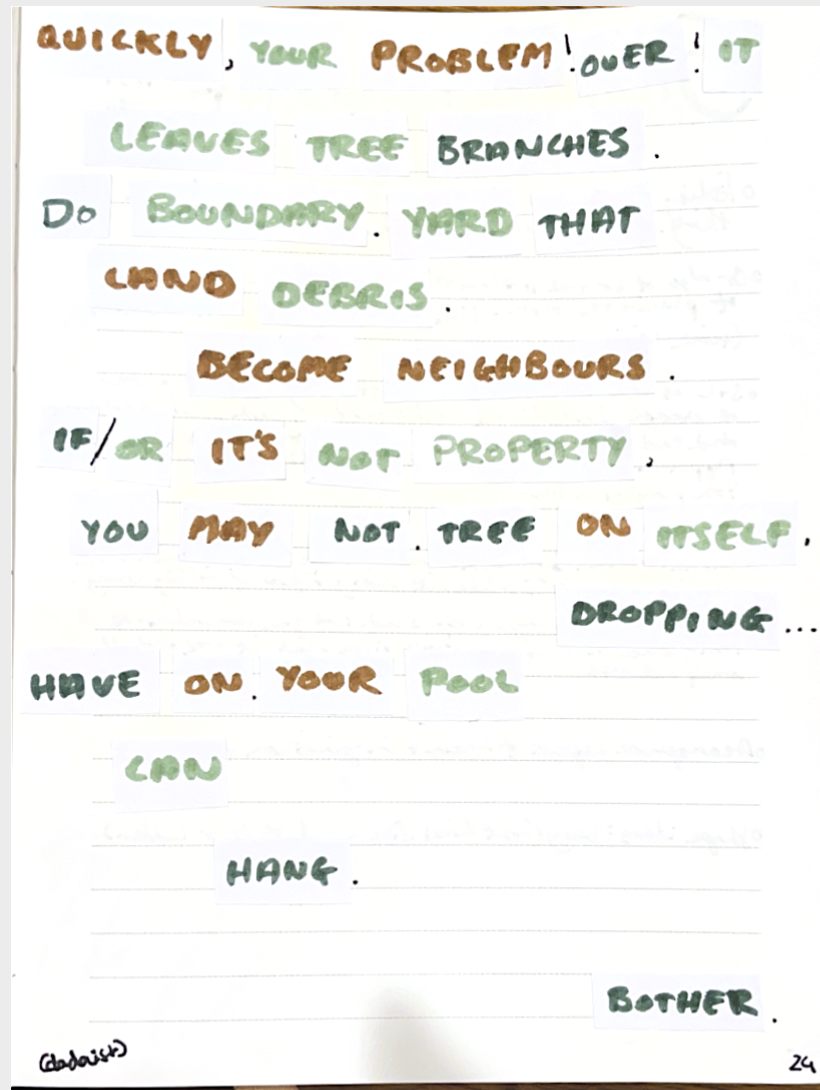 QUICKLY, YOUR PROBLEM! OVER! IT
LEAVES TREE BRANCHES.
DO BOUNDARY. YARD THAT
LAND DEBRIS.
BECOME NEIGHBOURS.
IF/OR IT'S NOT PROPERTY,
YOU MAY NOT. TREE ON ITSELF,
DROPPING...
HAVE ON. YOUR POOL
CAN
HANG.
BOTHER.
(dadaist)
24